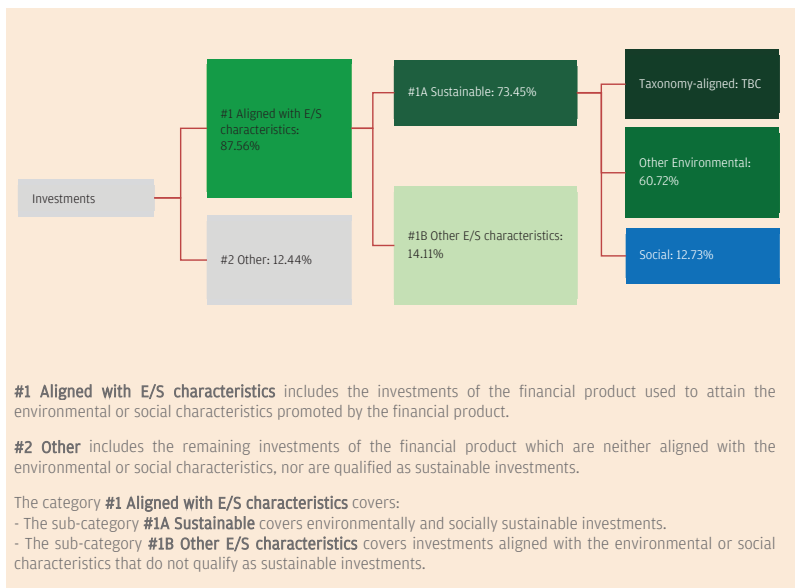 Investments
#1 Aligned with E/S
characteristics:
87.56%
#2 Other: 12.44%
#1A Sustainable: 73.45%
#1B Other E/S characteristics:
14.11%
Taxonomy-aligned: TBC
Other Environmental:
60.72%
Social: 12.73%
#1 Aligned with E/S characteristics includes the investments of the financial product used to attain the
environmental or social characteristics promoted by the financial product.
#2 Other includes the remaining investments of the financial product which are neither aligned with the
environmental or social characteristics, nor are qualified as sustainable investments.
The category #1 Aligned with E/S characteristics covers:
- The sub-category #1A Sustainable covers environmentally and socially sustainable investments.
- The sub-category #1B Other E/S characteristics covers investments aligned with the environmental or social
characteristics that do not qualify as sustainable investments.